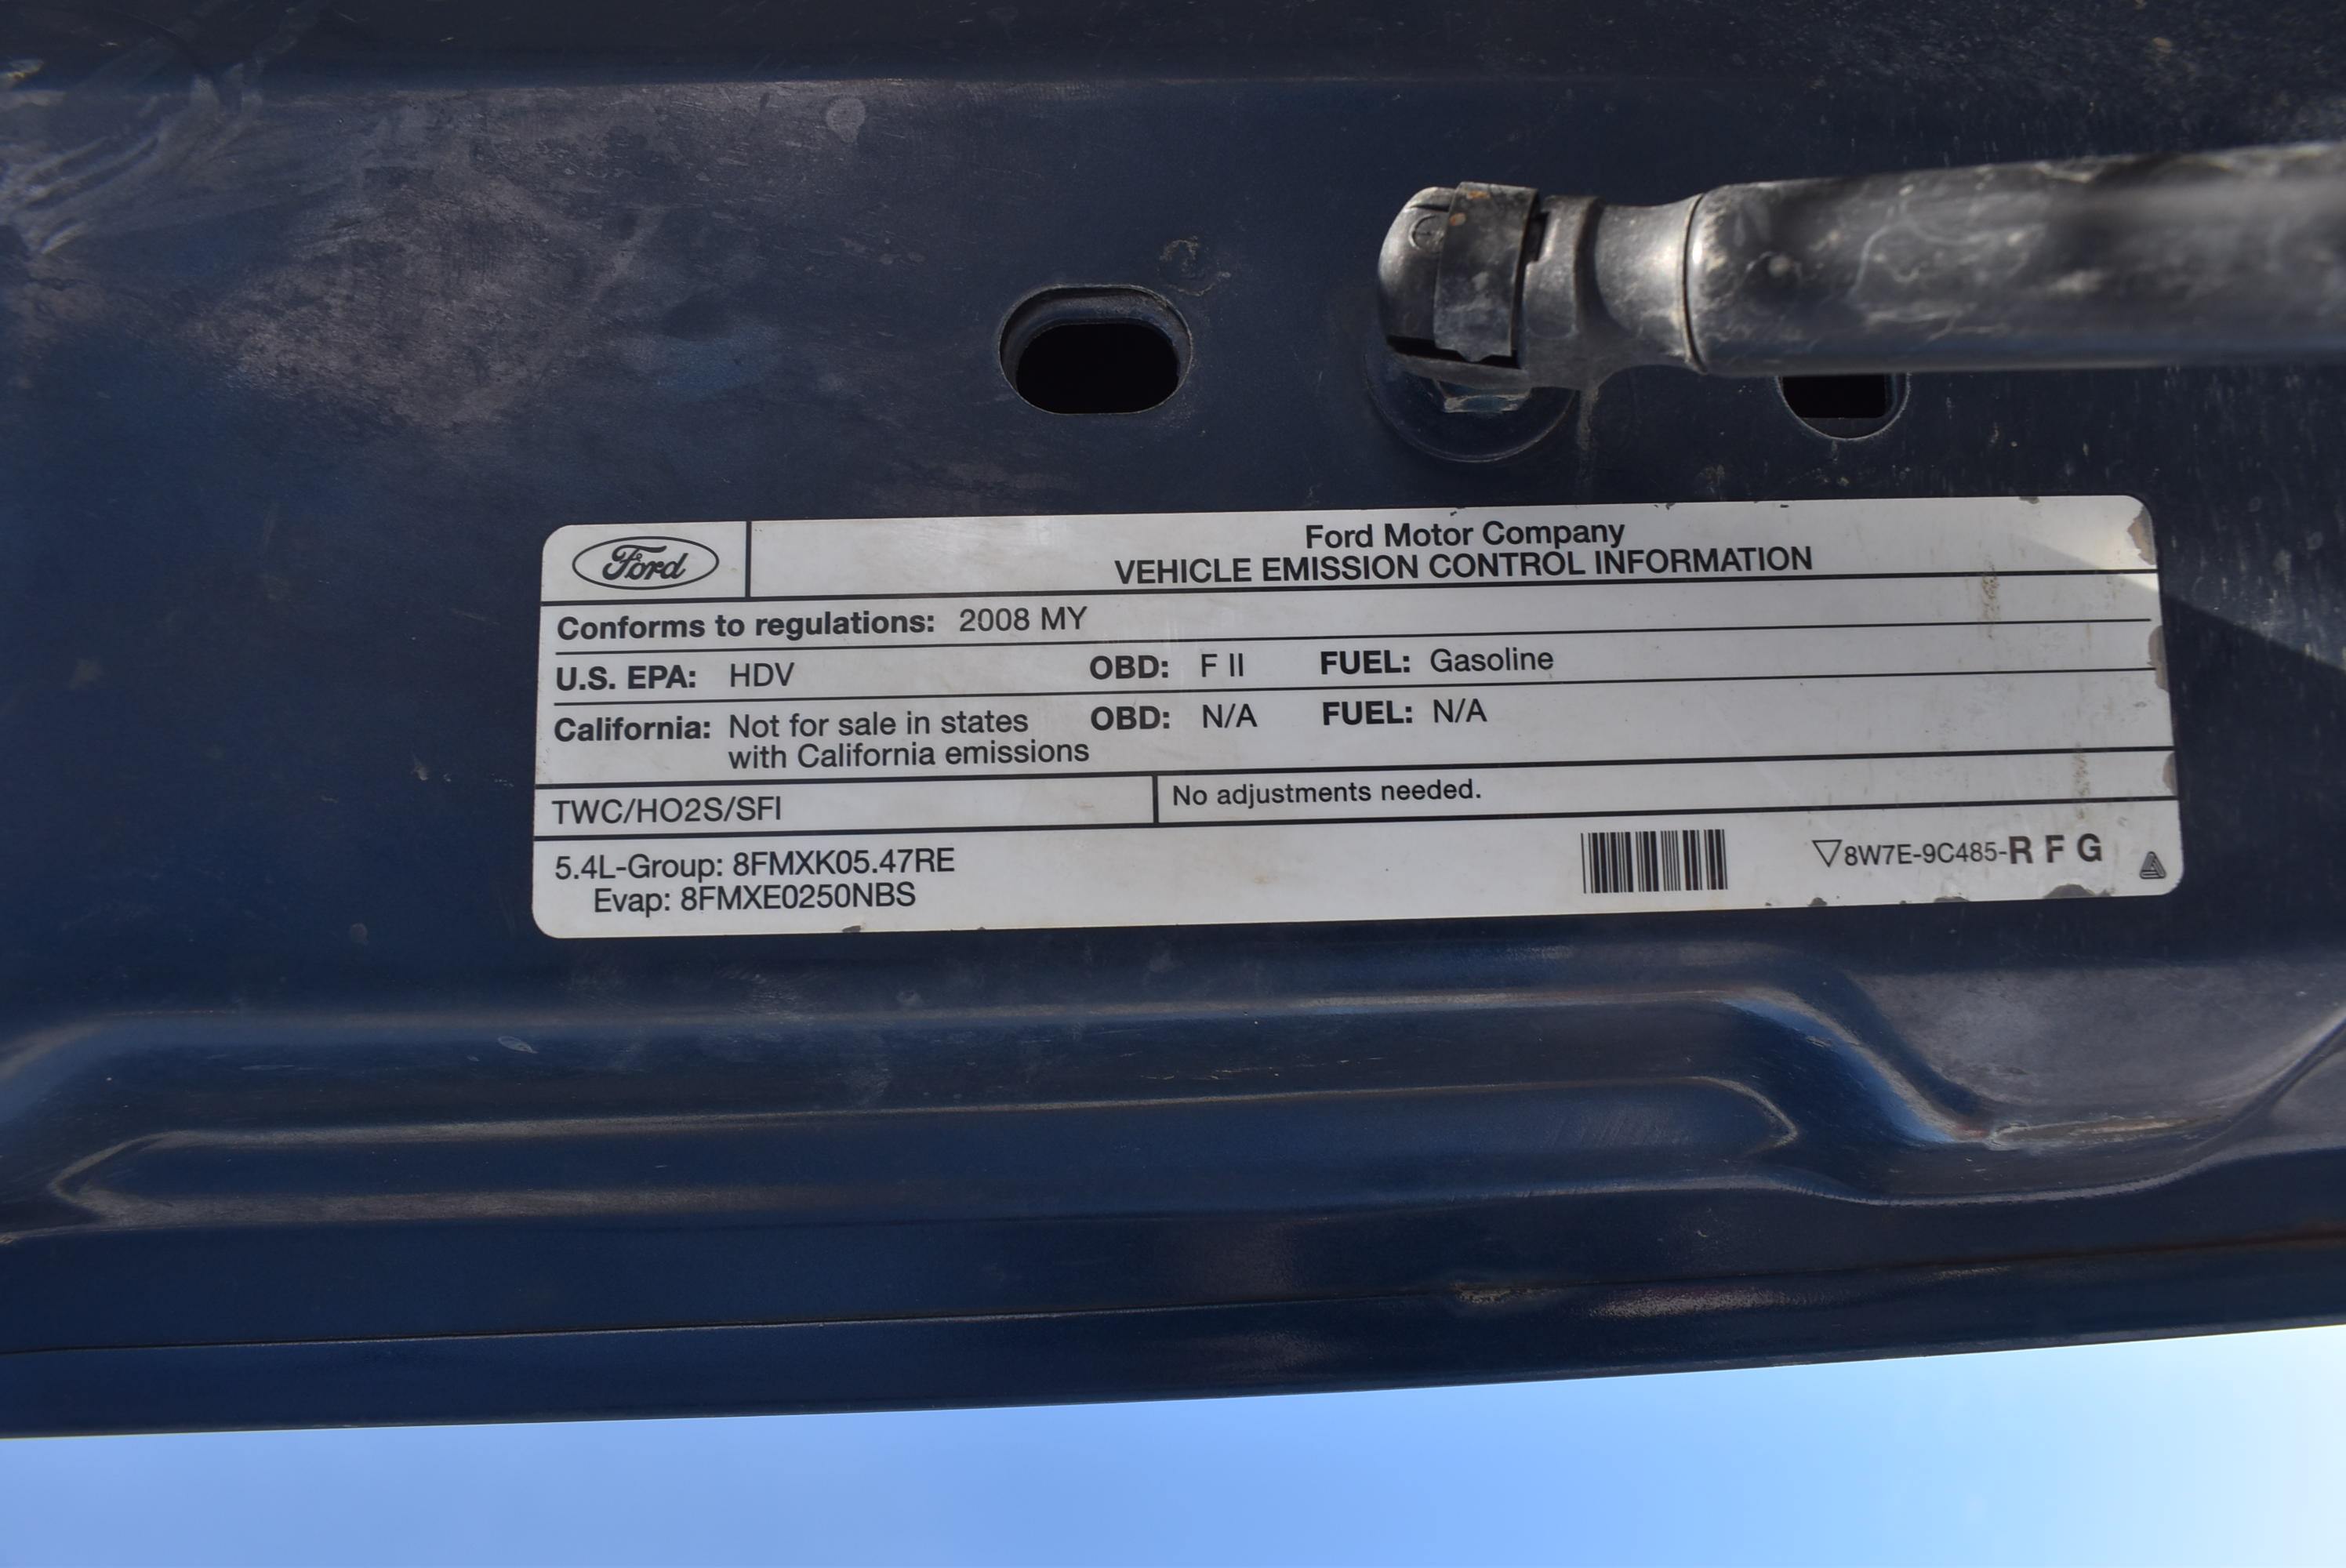 Ford
Ford Motor Company
VEHICLE EMISSION CONTROL INFORMATION
Conforms to regulations: 2008 MY
U.S. EPA: HDV OBD: F II FUEL: Gasoline
California: Not for sale in states OBD: N/A FUEL: N/A
with California emissions
TWC/HO2S/SFI No adjustments needed.
5.4L-Group: 8FMXK05.47RE
Evap: 8FMXE0250NBS
▽8W7E-9C485-R F G